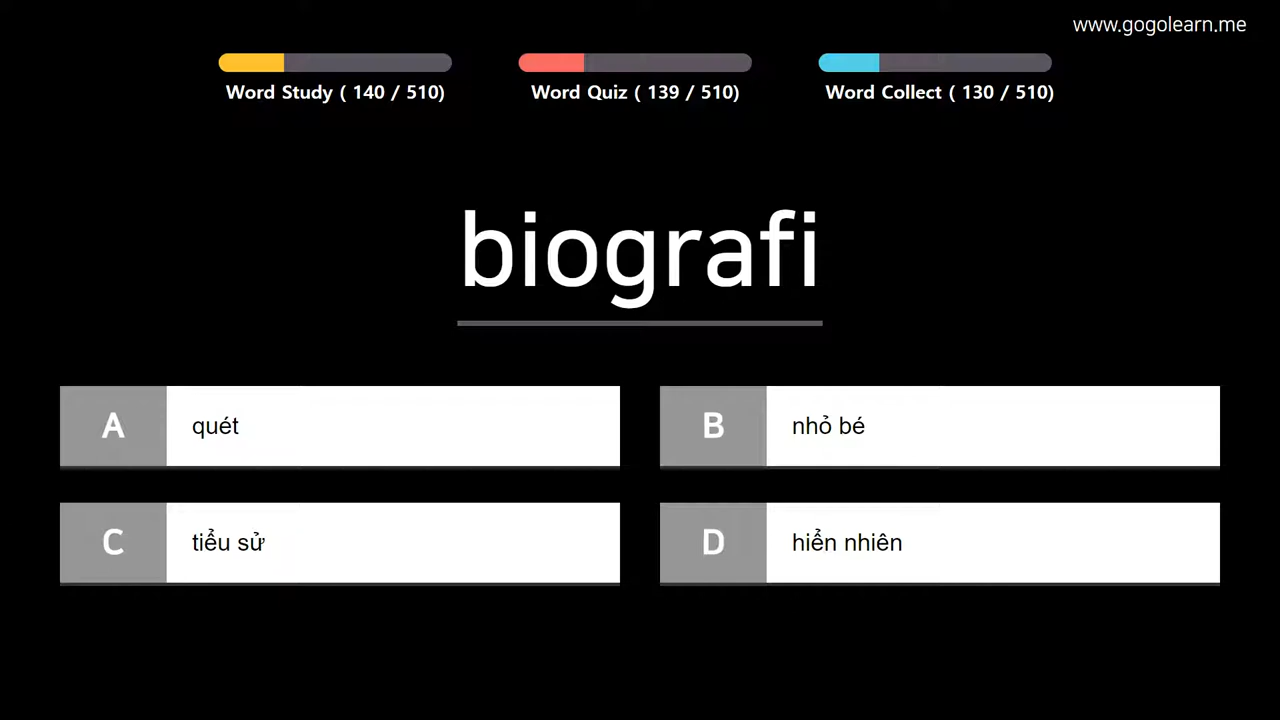 www.gogolearn.me
Word Study ( 140 / 510)
Word Quiz ( 139 / 510)
Word Collect ( 130 / 510)
biografi
A quét
B nhỏ bé
C tiểu sử
D hiển nhiên